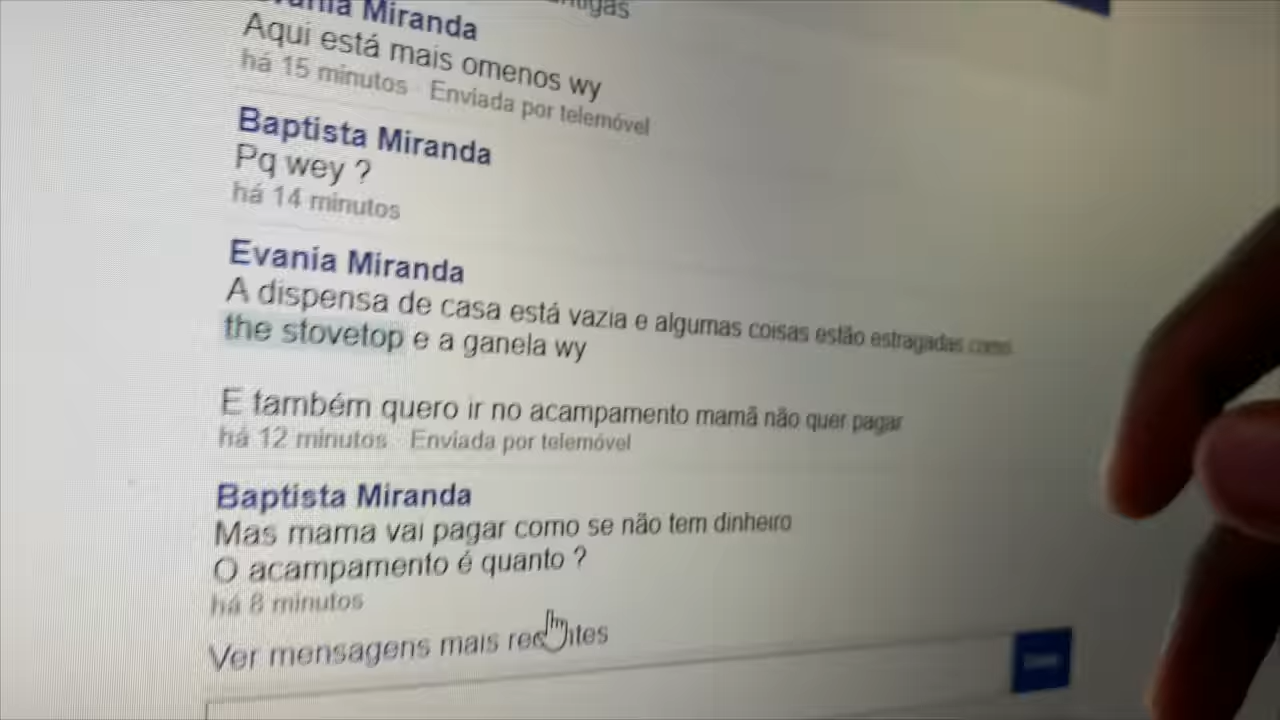 Miranda
Aqui está mais omenos wy
há 15 minutos · Enviada por telemóvel
Baptista Miranda
Pq wey ?
há 14 minutos
Evania Miranda
A dispensa de casa está vazia e algumas coisas estão estragadas
the stovetop e a ganela wy
E também quero ir no acampamento mamã não quer pagar
há 12 minutos · Enviada por telemóvel
Baptista Miranda
Mas mama vai pagar como se não tem dinheiro
O acampamento é quanto ?
há 8 minutos
Ver mensagens mais